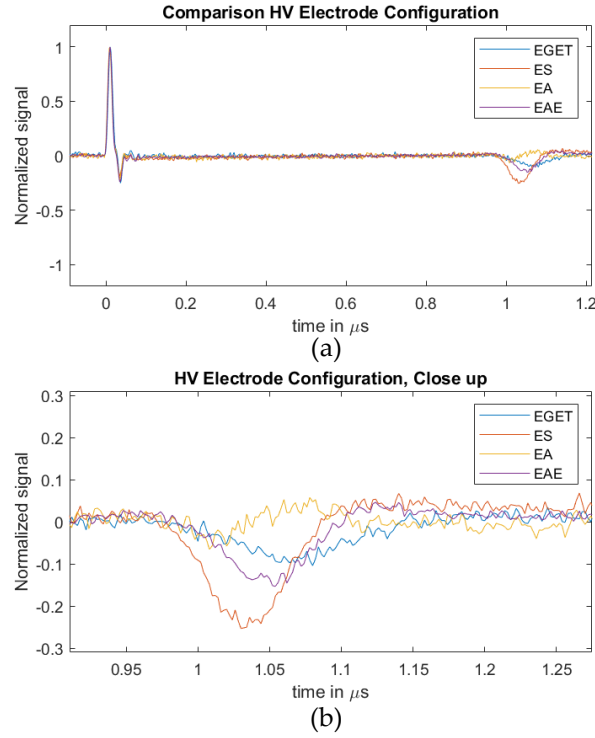 Comparison HV Electrode Configuration
Normalized signal
1
0.5
0
-0.5
-1
EGET
ES
EA
EAE
0 0.2 0.4 0.6 0.8 1 1.2
time in μs
(a)
HV Electrode Configuration, Close up
Normalized signal
0.3
0.2
0.1
0
-0.1
-0.2
-0.3
EGET
ES
EA
EAE
0.95 1 1.05 1.1 1.15 1.2 1.25
time in μs
(b)